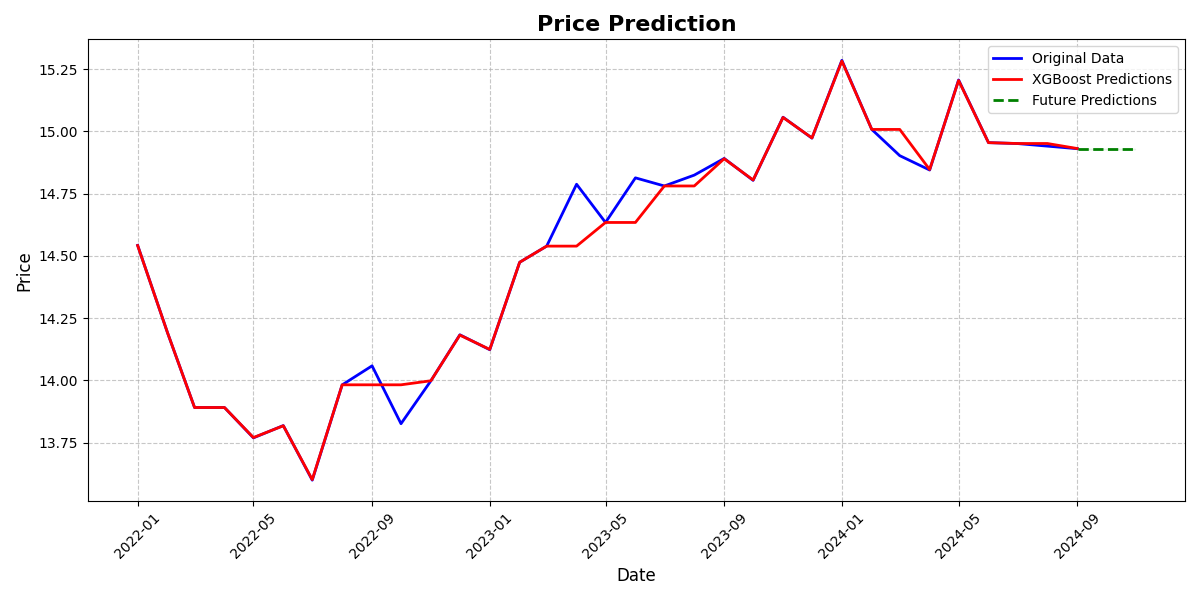 Price Prediction
Original Data
XGBoost Predictions
Future Predictions
Price
15.25
15.00
14.75
14.50
14.25
14.00
13.75
2022-01
2022-05
2022-09
2023-01
2023-05
2023-09
2024-01
2024-05
2024-09
Date